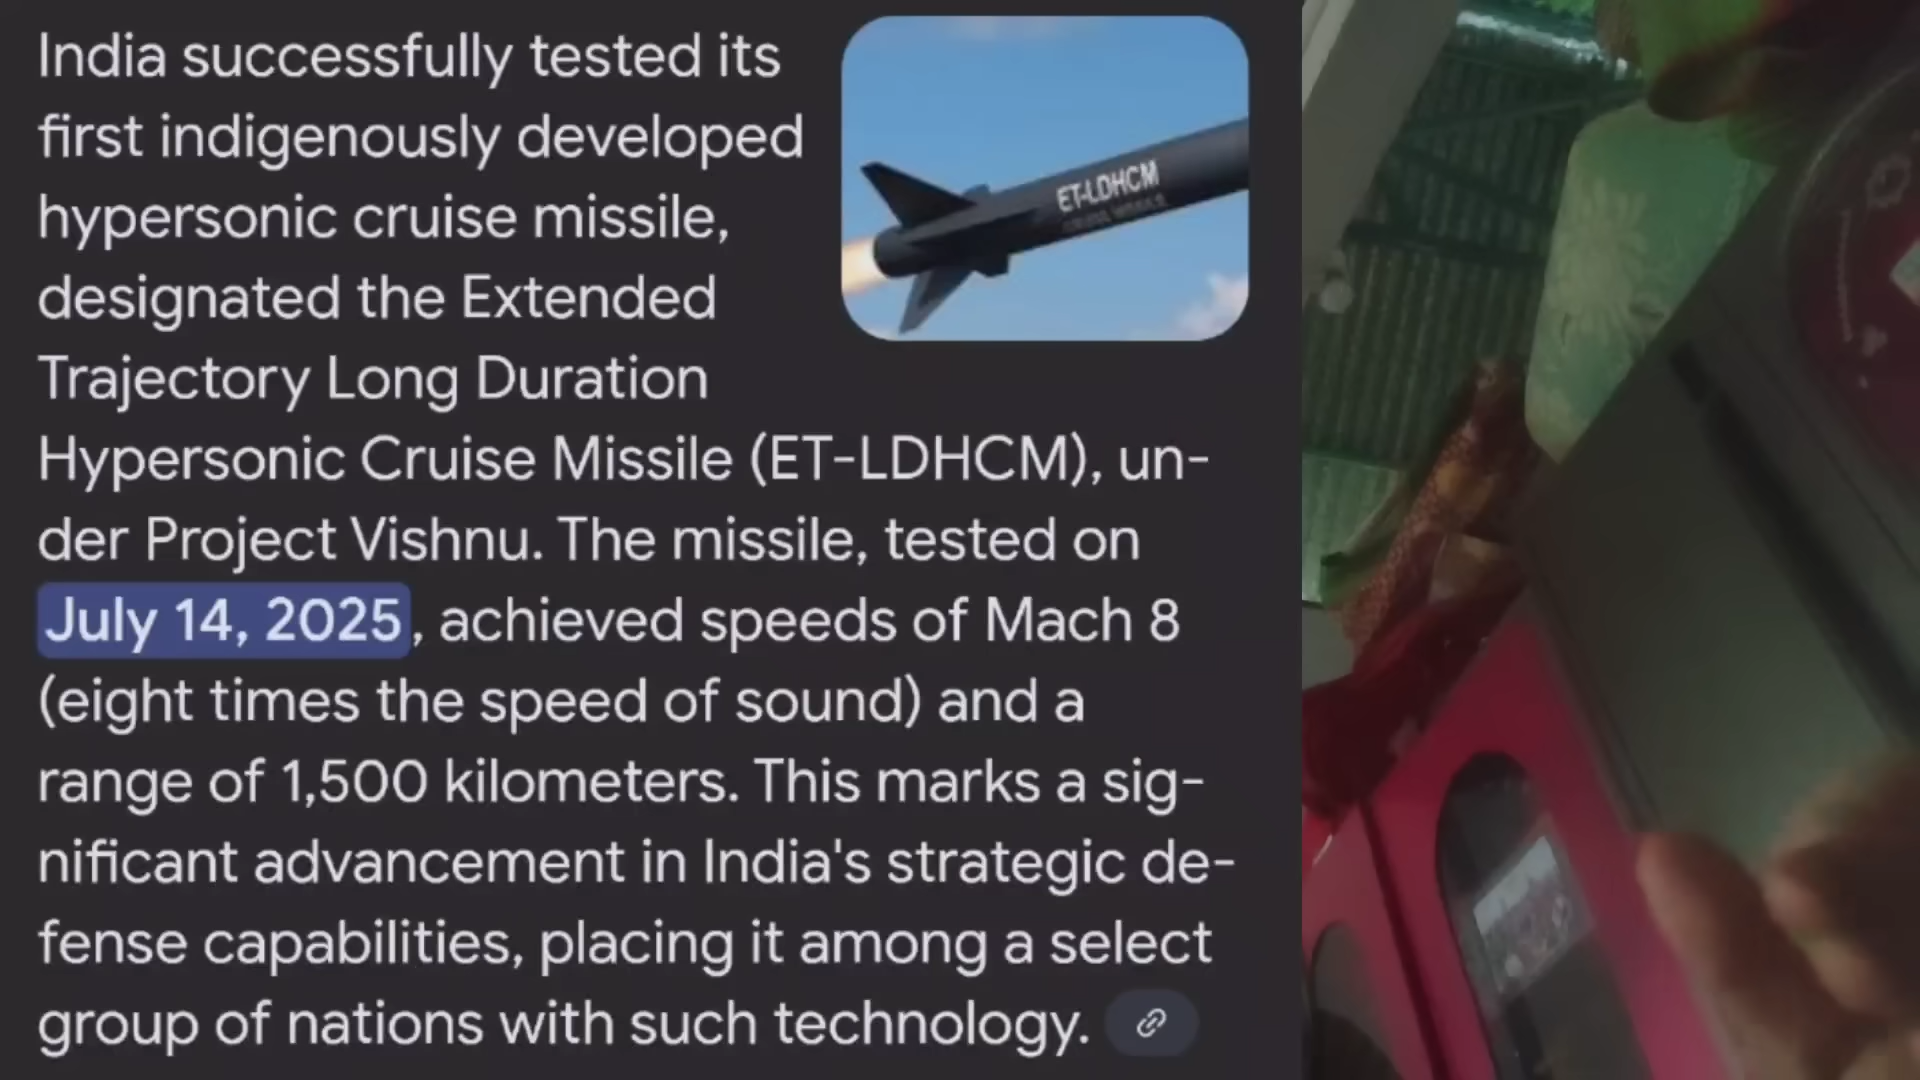 India successfully tested its
first indigenously developed
hypersonic cruise missile,
designated the Extended
Trajectory Long Duration
Hypersonic Cruise Missile (ET-LDHCM), un-
der Project Vishnu. The missile, tested on
July 14, 2025, achieved speeds of Mach 8
(eight times the speed of sound) and a
range of 1,500 kilometers. This marks a sig-
nificant advancement in India's strategic de-
fense capabilities, placing it among a select
group of nations with such technology.
ET-LDHCM
CRUISE MISSILE